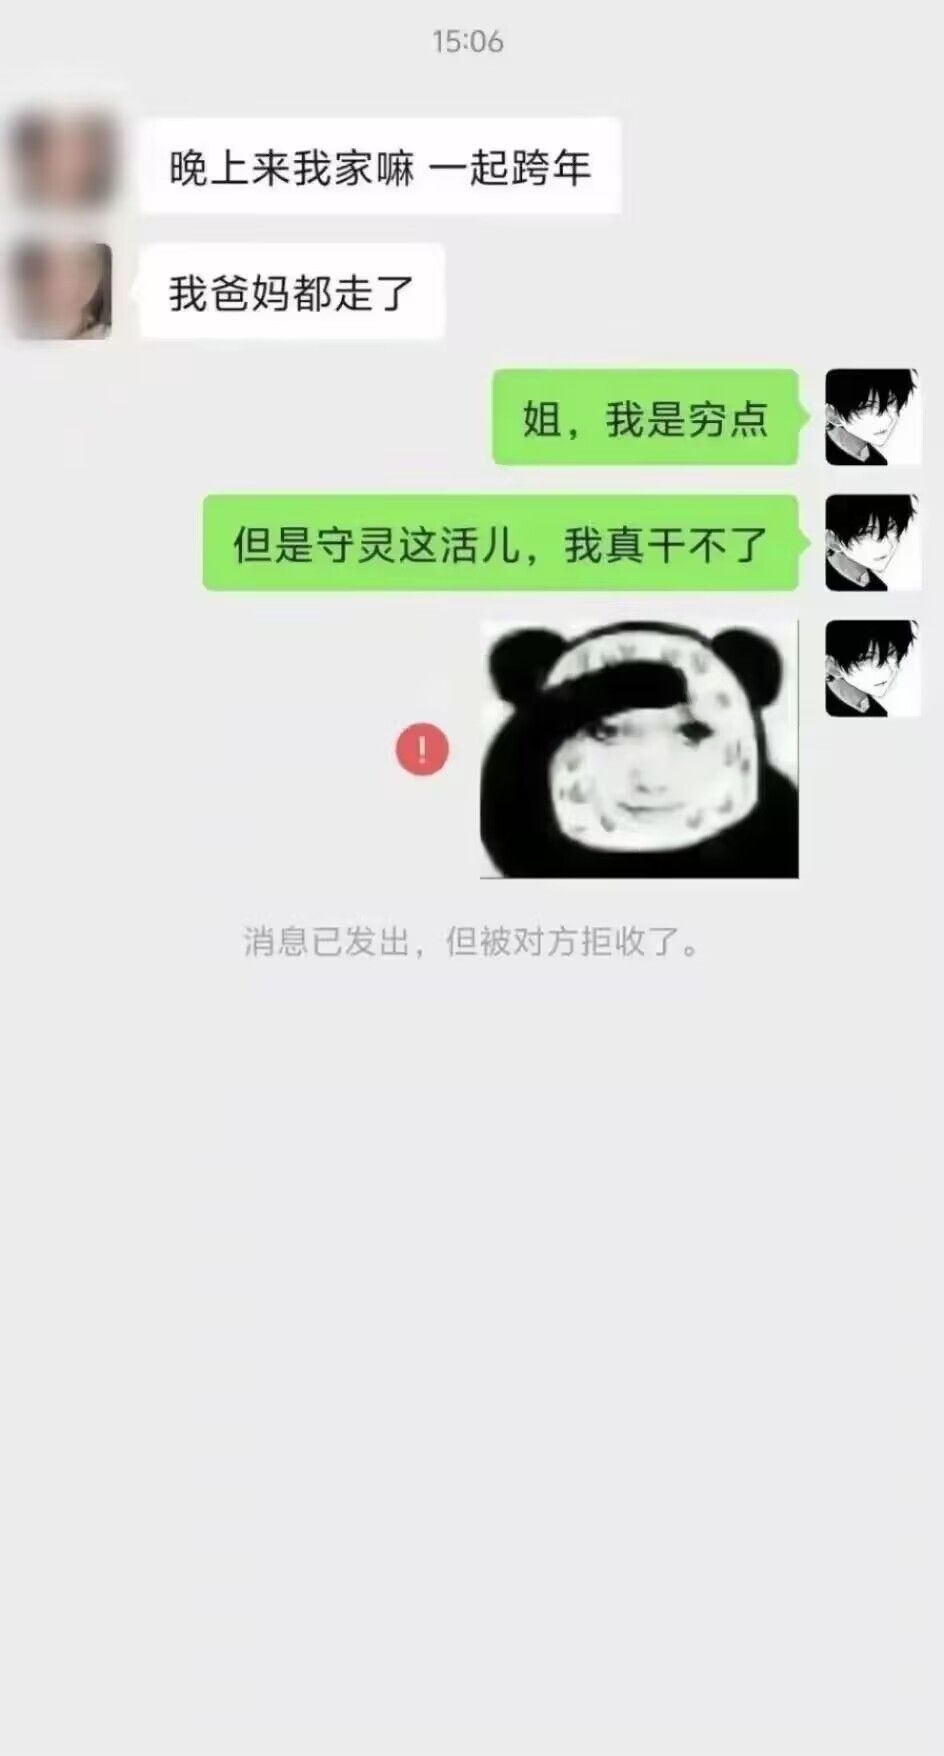 15:06
晚上来我家嘛 一起跨年
我爸妈都走了
姐，我是穷点
但是守灵这活儿，我真干不了
!
消息已发出，但被对方拒收了。